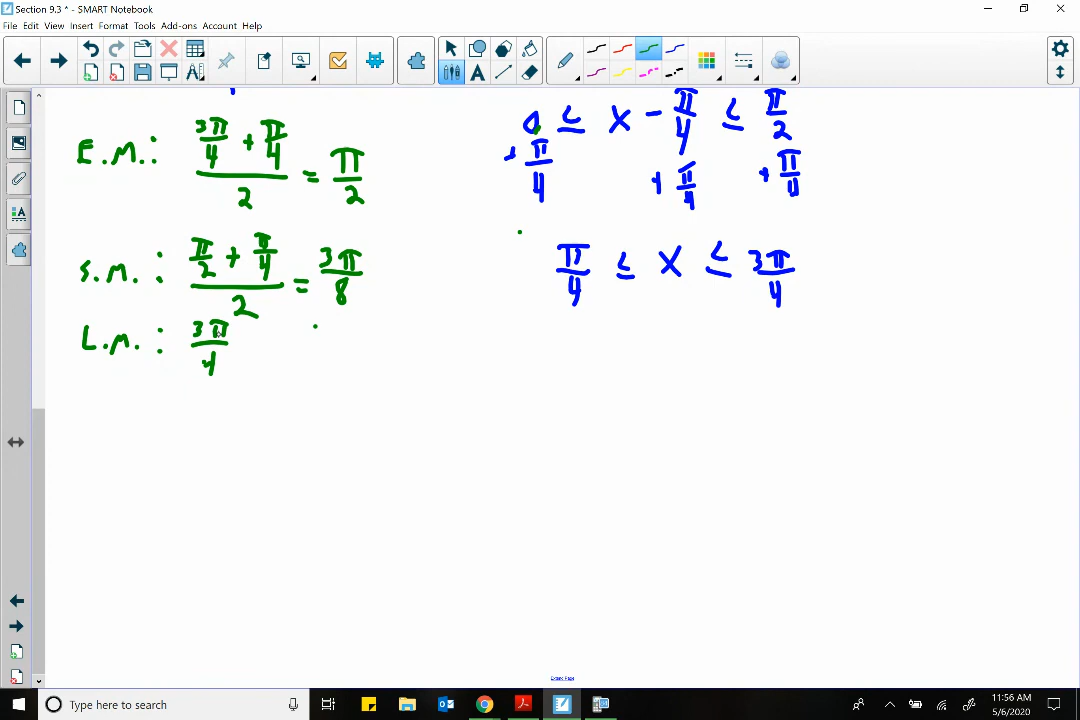 Section 9.3 * - SMART Notebook
File Edit View Insert Format Tools Add-ons Account Help
0 ≤ x - π/4 ≤ π/2
+ π/4 + π/4 + π/4
π/4 ≤ x ≤ 3π/4
E.M.: (3π/4 + π/4)/2 = π/2
S.M.: (π/2 + π/4)/2 = 3π/8
L.M.: 3π/4
Extend Page
Type here to search
11:56 AM
5/6/2020